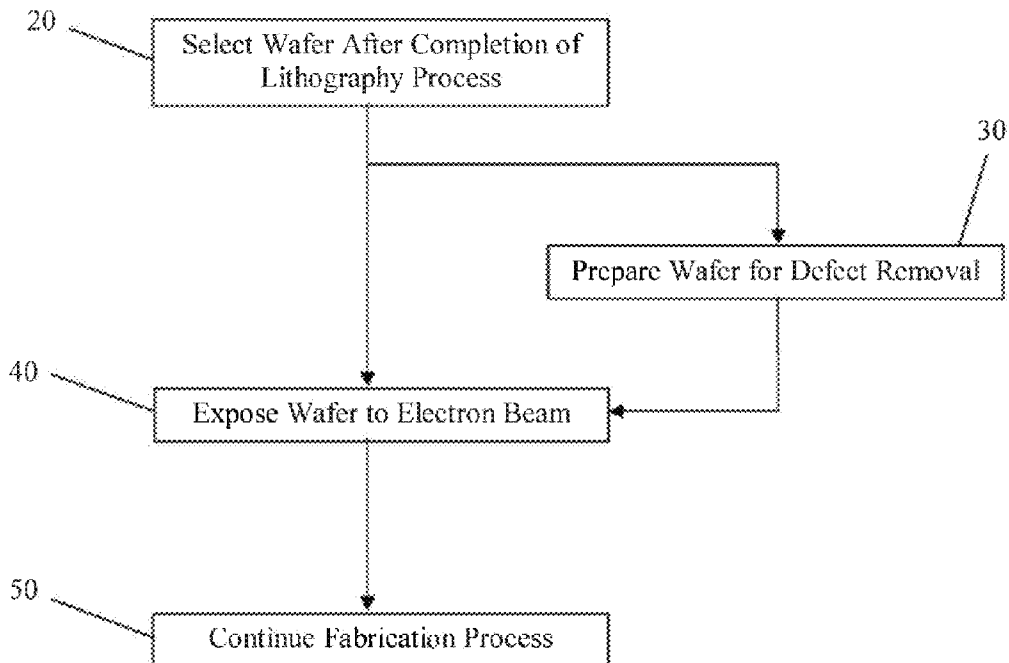 20
Select Wafer After Completion of
Lithography Process
30
Prepare Wafer for Defect Removal
40
Expose Wafer to Electron Beam
50
Continue Fabrication Process